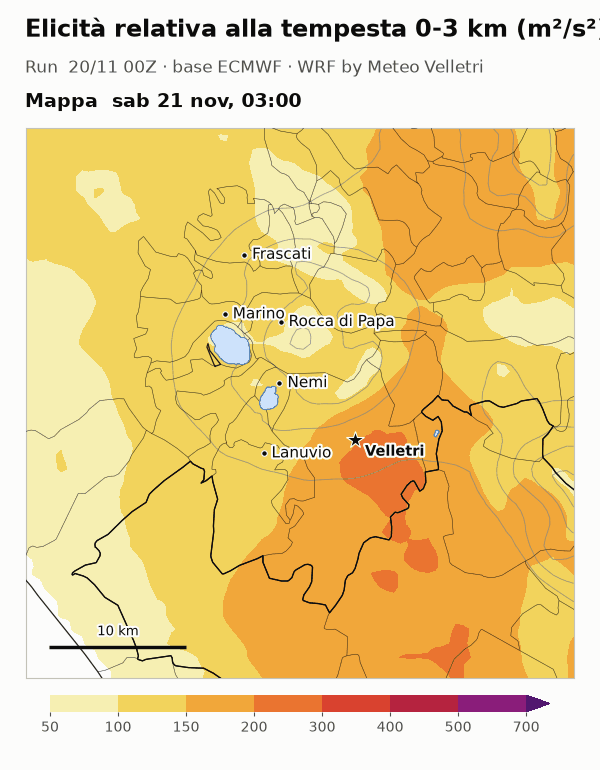 Elicità relativa alla tempesta 0-3 km (m²/s²)
Run  20/11 00Z · base ECMWF · WRF by Meteo Velletri
Mappa  sab 21 nov, 03:00
Frascati
Marino
Rocca di Papa
Nemi
Velletri
Lanuvio
10 km
50 100 150 200 300 400 500 700